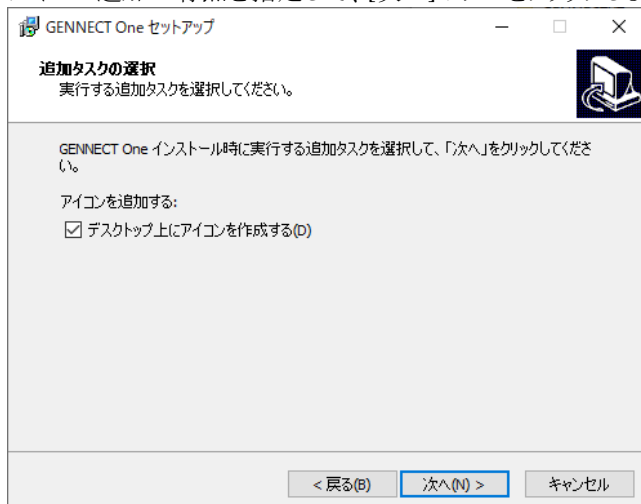 GENNECT One セットアップ
追加タスクの選択
実行する追加タスクを選択してください。
GENNECT One インストール時に実行する追加タスクを選択して、「次へ」をクリックしてくださ
い。
アイコンを追加する:
デスクトップ上にアイコンを作成する(D)
< 戻る(B)
次へ(N) >
キャンセル